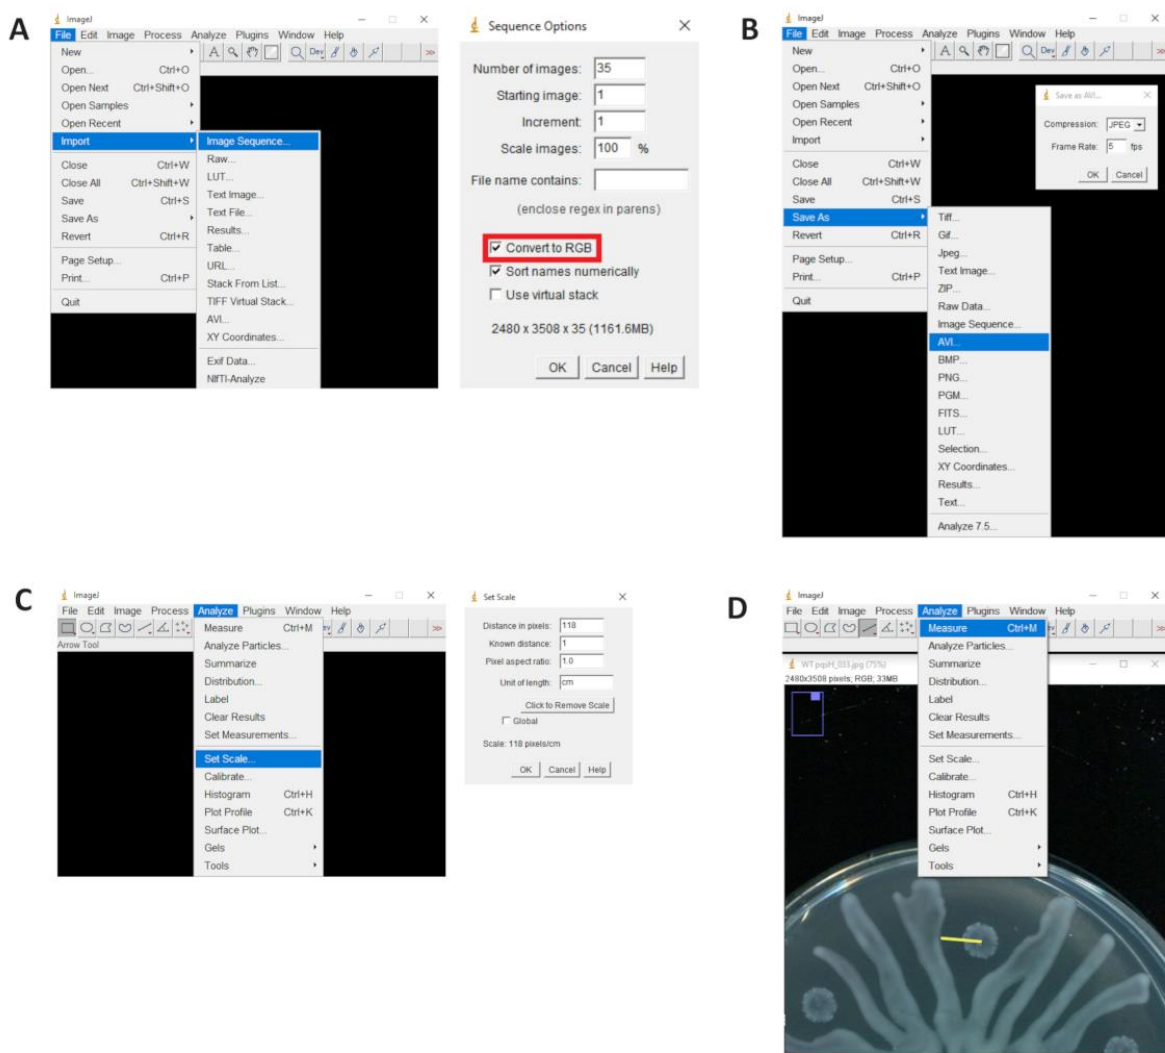 A
ImageJ
File Edit Image Process Analyze Plugins Window Help
New
Open... Ctrl+O
Open Next Ctrl+Shift+O
Open Samples
Open Recent
Import
Close Ctrl+W
Close All Ctrl+Shift+W
Save Ctrl+S
Save As
Revert Ctrl+R
Page Setup...
Print... Ctrl+P
Quit
A Dev >>
Image Sequence...
Raw...
LUT...
Text Image...
Text File...
Results...
Table...
URL...
Stack From List...
TIFF Virtual Stack...
AVI...
XY Coordinates...
Exif Data...
NIfTI-Analyze
Sequence Options
Number of images: 35
Starting image: 1
Increment: 1
Scale images: 100 %
File name contains:
(enclose regex in parens)
Convert to RGB
Sort names numerically
Use virtual stack
2480 x 3508 x 35 (1161.6MB)
OK Cancel Help
B
ImageJ
File Edit Image Process Analyze Plugins Window Help
New
Open... Ctrl+O
Open Next Ctrl+Shift+O
Open Samples
Open Recent
Import
Close Ctrl+W
Close All Ctrl+Shift+W
Save Ctrl+S
Save As
Revert Ctrl+R
Page Setup...
Print... Ctrl+P
Quit
A Dev >>
Save as AVI...
Compression: JPEG
Frame Rate: 5 fps
OK Cancel
Tiff...
Gif...
Jpeg...
Text Image...
ZIP...
Raw Data...
Image Sequence...
AVI...
BMP...
PNG...
PGM...
FITS...
LUT...
Selection...
XY Coordinates...
Results...
Text...
Analyze 7.5...
C
ImageJ
File Edit Image Process Analyze Plugins Window Help
>>
Arrow Tool
Measure Ctrl+M
Analyze Particles...
Summarize
Distribution...
Label
Clear Results
Set Measurements...
Set Scale...
Calibrate...
Histogram Ctrl+H
Plot Profile Ctrl+K
Surface Plot...
Gels
Tools
Set Scale
Distance in pixels: 118
Known distance: 1
Pixel aspect ratio: 1.0
Unit of length: cm
Click to Remove Scale
Global
Scale: 118 pixels/cm
OK Cancel Help
D
ImageJ
File Edit Image Process Analyze Plugins Window Help
>>
WT pqsH_033.jpg (75%)
2480x3508 pixels; RGB; 33MB
Measure Ctrl+M
Analyze Particles...
Summarize
Distribution...
Label
Clear Results
Set Measurements...
Set Scale...
Calibrate...
Histogram Ctrl+H
Plot Profile Ctrl+K
Surface Plot...
Gels
Tools